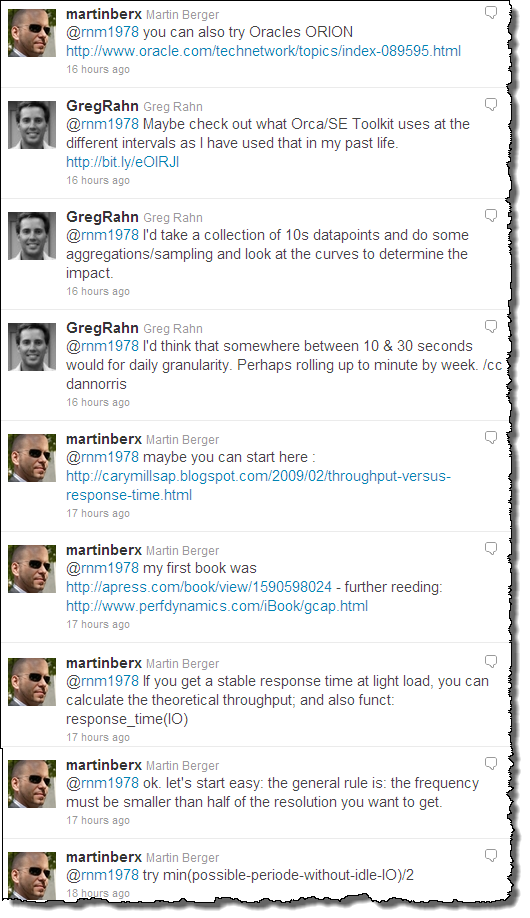 martinberx Martin Berger
@rnm1978 you can also try Oracles ORION
http://www.oracle.com/technetwork/topics/index-089595.html
16 hours ago
GregRahn Greg Rahn
@rnm1978 Maybe check out what Orca/SE Toolkit uses at the
different intervals as I have used that in my past life.
http://bit.ly/eOIRJI
16 hours ago
GregRahn Greg Rahn
@rnm1978 I'd take a collection of 10s datapoints and do some
aggregations/sampling and look at the curves to determine the
impact.
16 hours ago
GregRahn Greg Rahn
@rnm1978 I'd think that somewhere between 10 & 30 seconds
would for daily granularity. Perhaps rolling up to minute by week. /cc
dannorris
16 hours ago
martinberx Martin Berger
@rnm1978 maybe you can start here :
http://carymillsap.blogspot.com/2009/02/throughput-versus-
response-time.html
17 hours ago
martinberx Martin Berger
@rnm1978 my first book was
http://apress.com/book/view/1590598024 - further reeding:
http://www.perfdynamics.com/iBook/gcap.html
17 hours ago
martinberx Martin Berger
@rnm1978 If you get a stable response time at light load, you can
calculate the theoretical throughput; and also funct:
response_time(IO)
17 hours ago
martinberx Martin Berger
@rnm1978 ok. let's start easy: the general rule is: the frequency
must be smaller than half of the resolution you want to get.
17 hours ago
martinberx Martin Berger
@rnm1978 try min(possible-periode-without-idle-IO)/2
18 hours ago